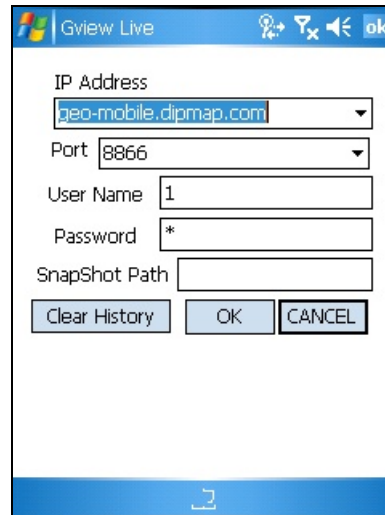 Gview Live ok
IP Address
geo-mobile.dipmap.com
Port 8866
User Name 1
Password *
SnapShot Path
Clear History OK CANCEL